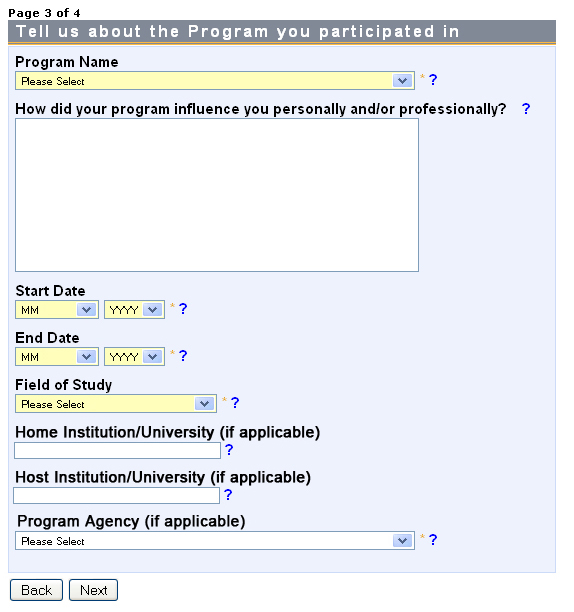 Page 3 of 4
Tell us about the Program you participated in
Program Name
Please Select * ?
How did your program influence you personally and/or professionally? ?
Start Date
MM YYYY * ?
End Date
MM YYYY * ?
Field of Study
Please Select * ?
Home Institution/University (if applicable)
?
Host Institution/University (if applicable)
?
Program Agency (if applicable)
Please Select * ?
Back Next